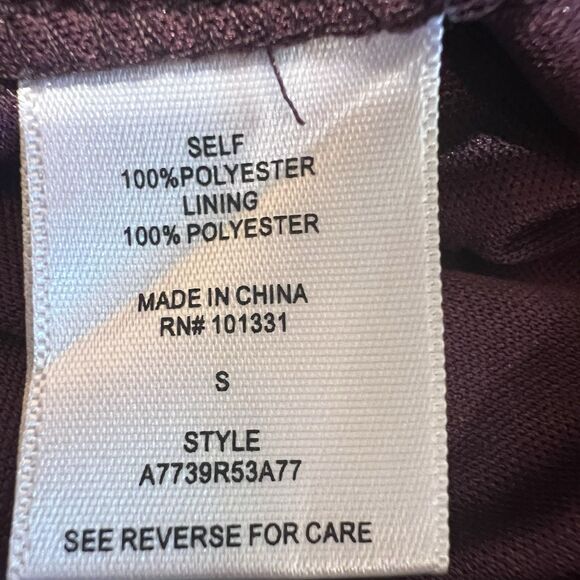 SELF
100%POLYESTER
LINING
100% POLYESTER
MADE IN CHINA
RN# 101331
S
STYLE
A7739R53A77
SEE REVERSE FOR CARE